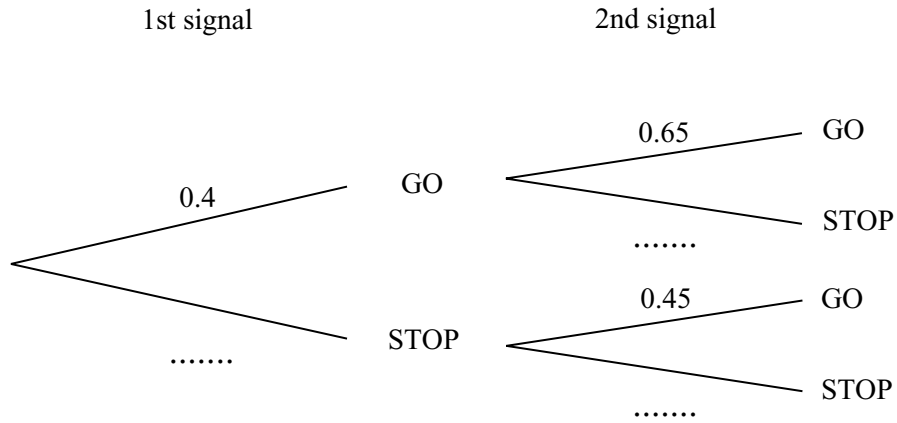 1st signal
2nd signal
0.4
GO
STOP
.......
0.65
GO
STOP
.......
0.45
GO
STOP
.......